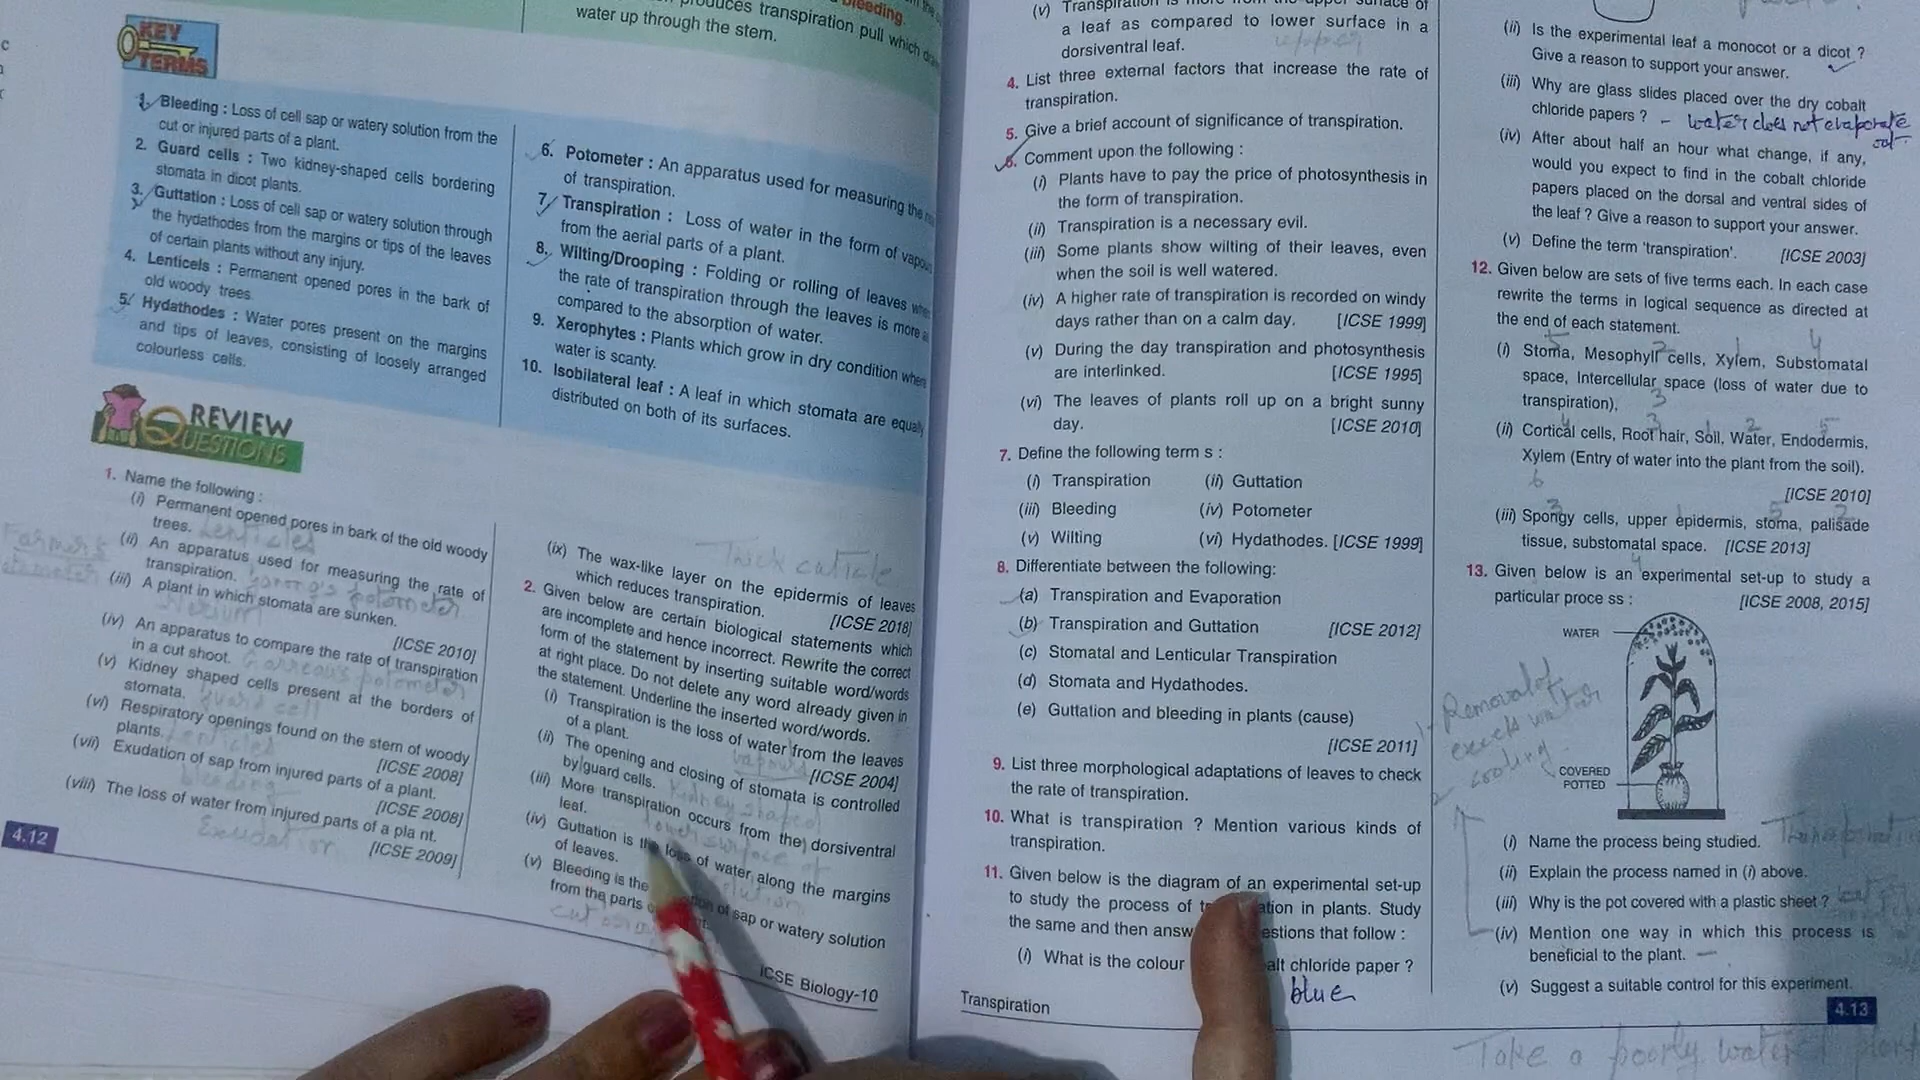 bleeding.
produces transpiration pull which
water up through the stem.
KEY
TERMS
1. Bleeding : Loss of cell sap or watery solution from the
cut or injured parts of a plant.
2. Guard cells : Two kidney-shaped cells bordering
stomata in dicot plants.
3. Guttation : Loss of cell sap or watery solution through
the hydathodes from the margins or tips of the leaves
of certain plants without any injury.
4. Lenticels : Permanent opened pores in the bark of
old woody trees.
5. Hydathodes : Water pores present on the margins
and tips of leaves, consisting of loosely arranged
colourless cells.
6. Potometer : An apparatus used for measuring the
of transpiration.
7. Transpiration : Loss of water in the form of vapour
from the aerial parts of a plant.
8. Wilting/Drooping : Folding or rolling of leaves when
the rate of transpiration through the leaves is more
compared to the absorption of water.
9. Xerophytes : Plants which grow in dry condition where
water is scanty.
10. Isobilateral leaf : A leaf in which stomata are equally
distributed on both of its surfaces.
REVIEW
QUESTIONS
1. Name the following :
(i) Permanent opened pores in bark of the old woody
trees. Lenticles
(ii) An apparatus used for measuring the rate of
transpiration. Ganong's potometer
(iii) A plant in which stomata are sunken.
Nerium [ICSE 2010]
(iv) An apparatus to compare the rate of transpiration
in a cut shoot. potometer
(v) Kidney shaped cells present at the borders of
stomata. guard cell
(vi) Respiratory openings found on the stem of woody
plants. Lenticles [ICSE 2008]
(vii) Exudation of sap from injured parts of a plant.
bleeding [ICSE 2008]
(viii) The loss of water from injured parts of a pla nt.
Exudation [ICSE 2009]
4.12
Thick cuticle
(ix) The wax-like layer on the epidermis of leaves
which reduces transpiration. [ICSE 2018]
2. Given below are certain biological statements which
are incomplete and hence incorrect. Rewrite the correct
form of the statement by inserting suitable word/words
at right place. Do not delete any word already given in
the statement. Underline the inserted word/words.
(i) Transpiration is the loss of water from the leaves
of a plant. vapours [ICSE 2004]
(ii) The opening and closing of stomata is controlled
by guard cells. Kidney shaped
(iii) More transpiration occurs from the dorsiventral
leaf. lower surface of
(iv) Guttation is the loss of water along the margins
of leaves. solution
(v) Bleeding is the of sap or watery solution
from the parts
ICSE Biology-10
(v) Transpiration is more from the upper surface of
a leaf as compared to lower surface in a
dorsiventral leaf. upper
4. List three external factors that increase the rate of
transpiration.
5. Give a brief account of significance of transpiration.
6. Comment upon the following :
(i) Plants have to pay the price of photosynthesis in
the form of transpiration.
(ii) Transpiration is a necessary evil.
(iii) Some plants show wilting of their leaves, even
when the soil is well watered.
(iv) A higher rate of transpiration is recorded on windy
days rather than on a calm day. [ICSE 1999]
(v) During the day transpiration and photosynthesis
are interlinked. [ICSE 1995]
(vi) The leaves of plants roll up on a bright sunny
day. [ICSE 2010]
7. Define the following term s :
(i) Transpiration (ii) Guttation
(iii) Bleeding (iv) Potometer
(v) Wilting (vi) Hydathodes. [ICSE 1999]
8. Differentiate between the following:
(a) Transpiration and Evaporation
(b) Transpiration and Guttation [ICSE 2012]
(c) Stomatal and Lenticular Transpiration
(d) Stomata and Hydathodes.
(e) Guttation and bleeding in plants (cause)
[ICSE 2011]
9. List three morphological adaptations of leaves to check
the rate of transpiration.
10. What is transpiration ? Mention various kinds of
transpiration.
11. Given below is the diagram of an experimental set-up
to study the process of in plants. Study
the same and then that follow :
(i) What is the colour chloride paper ?
blue
Transpiration
(ii) Is the experimental leaf a monocot or a dicot ?
Give a reason to support your answer.
(iii) Why are glass slides placed over the dry cobalt
chloride papers ? - water does not evaporate
out
(iv) After about half an hour what change, if any,
would you expect to find in the cobalt chloride
papers placed on the dorsal and ventral sides of
the leaf ? Give a reason to support your answer.
(v) Define the term 'transpiration'. [ICSE 2003]
12. Given below are sets of five terms each. In each case
rewrite the terms in logical sequence as directed at
the end of each statement.
5 2 1 4
(i) Stoma, Mesophyll cells, Xylem, Substomatal
space, Intercellular space (loss of water due to
transpiration). 3
4 3 1 2 5
(ii) Cortical cells, Root hair, Soil, Water, Endodermis,
Xylem (Entry of water into the plant from the soil).
6 [ICSE 2010]
3 1 5 2
(iii) Spongy cells, upper epidermis, stoma, palisade
tissue, substomatal space. [ICSE 2013]
4
13. Given below is an experimental set-up to study a
particular proce ss : [ICSE 2008, 2015]
WATER
COVERED
POTTED
1- Removal of
excess water
2 cooling
(i) Name the process being studied.
(ii) Explain the process named in (i) above.
(iii) Why is the pot covered with a plastic sheet ?
(iv) Mention one way in which this process is
beneficial to the plant.
(v) Suggest a suitable control for this experiment.
4.13
Take a poorly